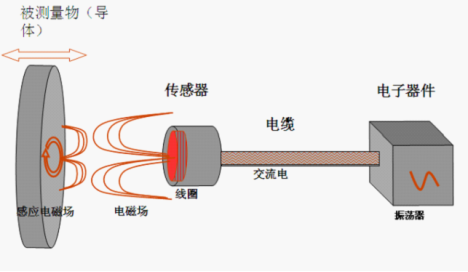 被测量物（导
体）
传感器
电子器件
电缆
交流电
线圈
感应电磁场
电磁场
振荡器